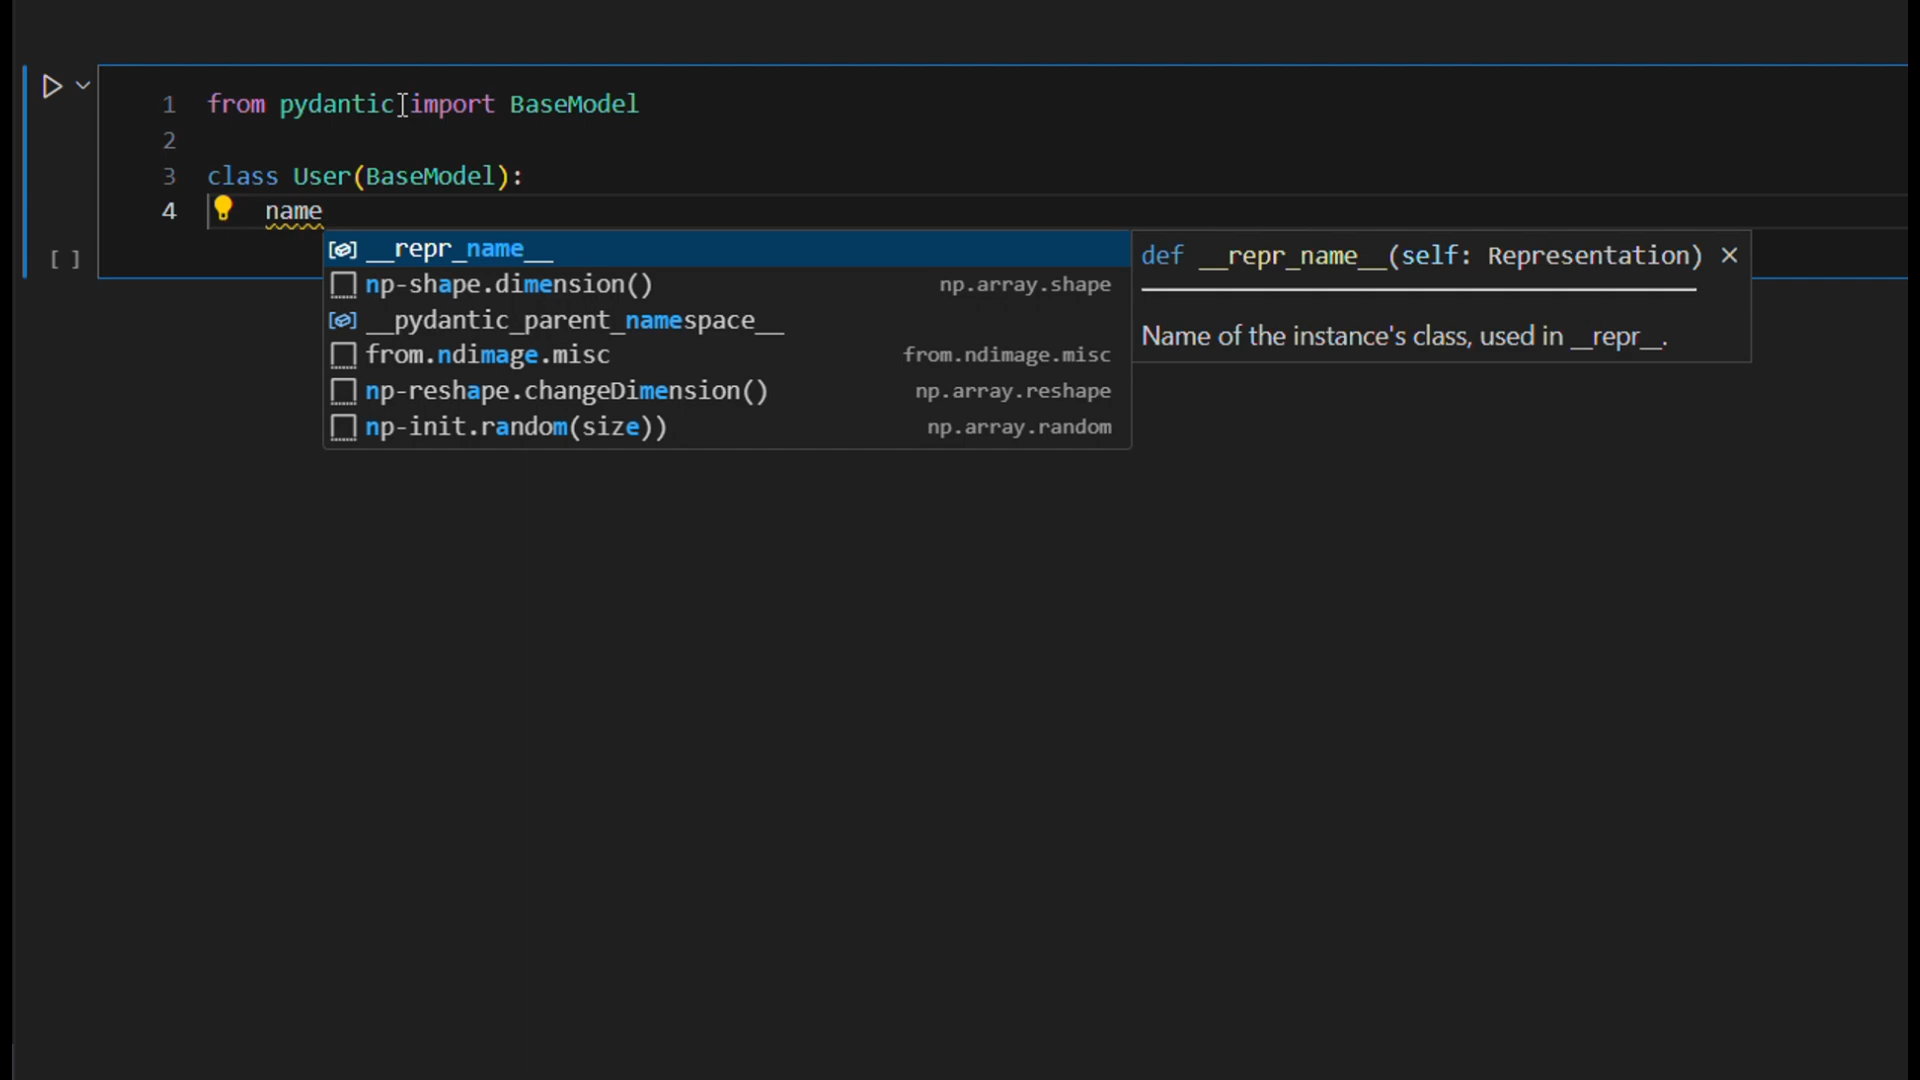 1 from pydantic import BaseModel
2
3 class User(BaseModel):
4 name
[ ]
__repr_name__
np-shape.dimension() np.array.shape
__pydantic_parent_namespace__
from.ndimage.misc from.ndimage.misc
np-reshape.changeDimension() np.array.reshape
np-init.random(size)) np.array.random
def __repr_name__(self: Representation) ×
Name of the instance's class, used in __repr__.